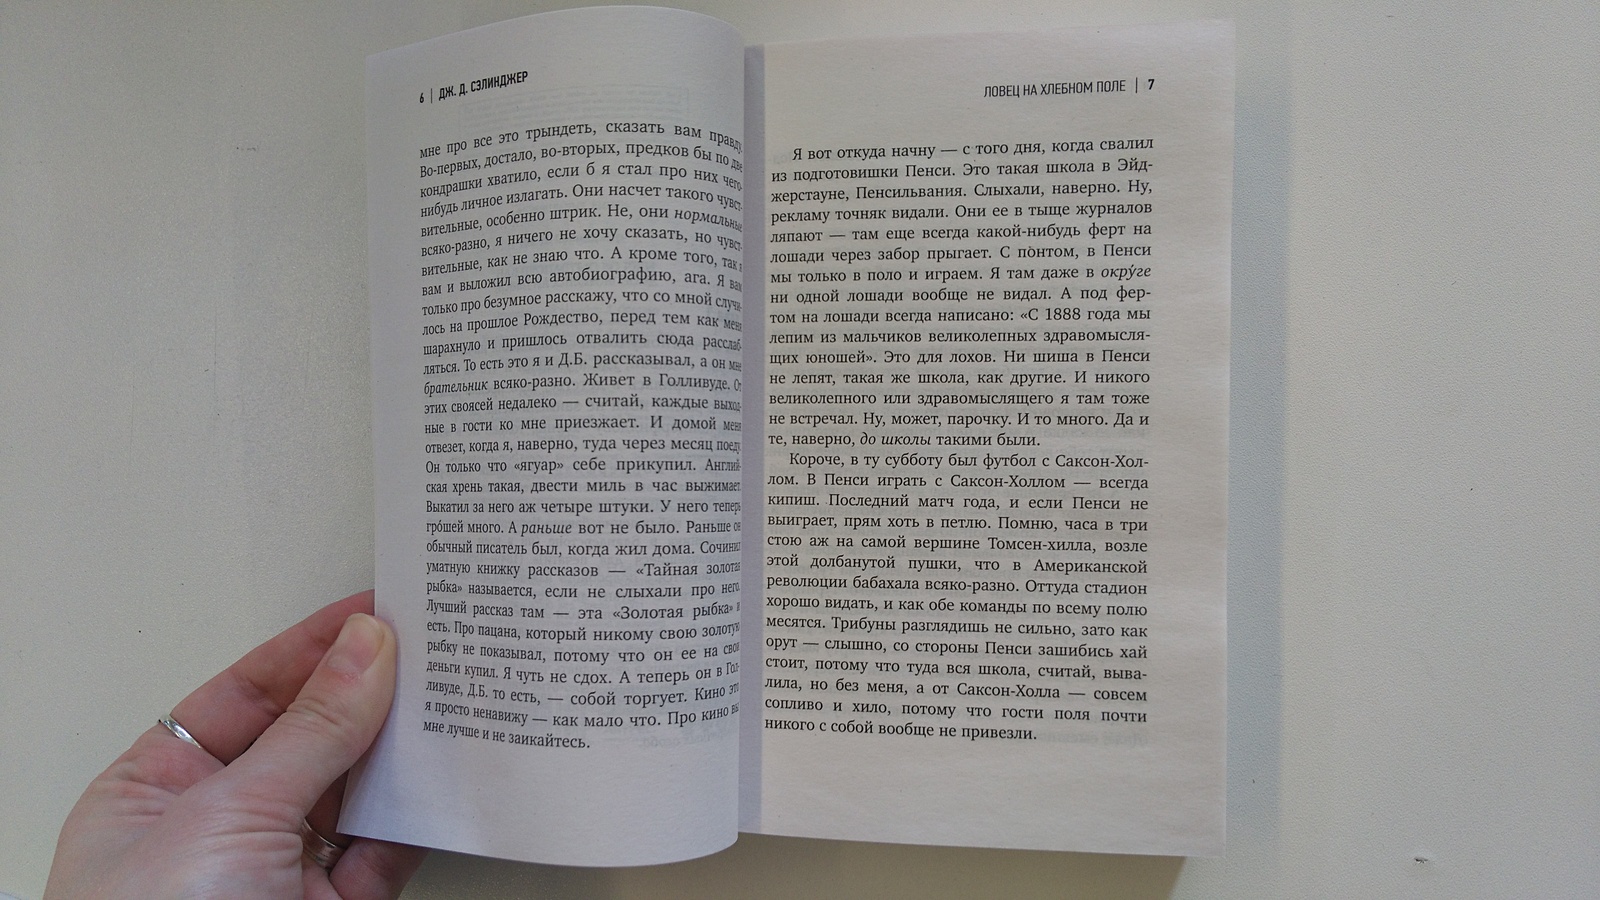 6 | ДЖ. Д. СЭЛИНДЖЕР
мне про все это трындеть, сказать вам правду.
Во-первых, достало, во-вторых, предков бы по две
кондрашки хватило, если б я стал про них чего-
нибудь личное излагать. Они насчет такого чувст-
вительные, особенно штрик. Не, они нормальные
всяко-разно, я ничего не хочу сказать, но чувст-
вительные, как не знаю что. А кроме того, так я
вам и выложил всю автобиографию, ага. Я вам
только про безумное расскажу, что со мной случи-
лось на прошлое Рождество, перед тем как меня
шарахнуло и пришлось отвалить сюда расслаб-
ляться. То есть это я и Д.Б. рассказывал, а он мне
брательник всяко-разно. Живет в Голливуде. От
этих своясей недалеко — считай, каждые выход-
ные в гости ко мне приезжает. И домой меня
отвезет, когда я, наверно, туда через месяц поеду.
Он только что «ягуар» себе прикупил. Англий-
ская хрень такая, двести миль в час выжимает.
Выкатил за него аж четыре штуки. У него теперь
гро́шей много. А раньше вот не было. Раньше он
обычный писатель был, когда жил дома. Сочинил
уматную книжку рассказов — «Тайная золотая
рыбка» называется, если не слыхали про него.
Лучший рассказ там — эта «Золотая рыбка» и
есть. Про пацана, который никому свою золотую
рыбку не показывал, потому что он ее на свои
деньги купил. Я чуть не сдох. А теперь он в Гол-
ливуде, Д.Б. то есть, — собой торгует. Кино это
я просто ненавижу — как мало что. Про кино вы
мне лучше и не заикайтесь.
ЛОВЕЦ НА ХЛЕБНОМ ПОЛЕ | 7
Я вот откуда начну — с того дня, когда свалил
из подготовишки Пенси. Это такая школа в Эйд-
жерстауне, Пенсильвания. Слыхали, наверно. Ну,
рекламу точняк видали. Они ее в тыще журналов
ляпают — там еще всегда какой-нибудь ферт на
лошади через забор прыгает. С понтом, в Пенси
мы только в поло и играем. Я там даже в окру́ге
ни одной лошади вообще не видал. А под фер-
том на лошади всегда написано: «С 1888 года мы
лепим из мальчиков великолепных здравомысля-
щих юношей». Это для лохов. Ни шиша в Пенси
не лепят, такая же школа, как другие. И никого
великолепного или здравомыслящего я там тоже
не встречал. Ну, может, парочку. И то много. Да и
те, наверно, до школы такими были.
Короче, в ту субботу был футбол с Саксон-Хол-
лом. В Пенси играть с Саксон-Холлом — всегда
кипиш. Последний матч года, и если Пенси не
выиграет, прям хоть в петлю. Помню, часа в три
стою аж на самой вершине Томсен-хилла, возле
этой долбанутой пушки, что в Американской
революции бабахала всяко-разно. Оттуда стадион
хорошо видать, и как обе команды по всему полю
месятся. Трибуны разглядишь не сильно, зато как
орут — слышно, со стороны Пенси зашибись хай
стоит, потому что туда вся школа, считай, выва-
лила, но без меня, а от Саксон-Холла — совсем
сопливо и хило, потому что гости поля почти
никого с собой вообще не привезли.